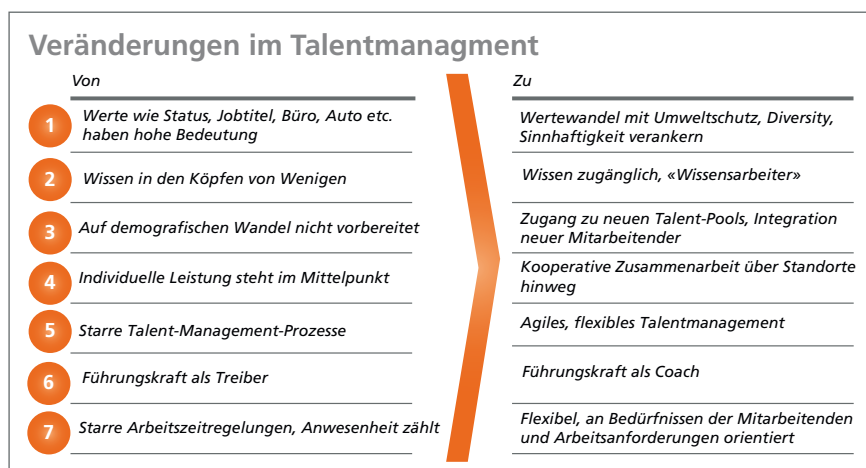 Veränderungen im Talentmanagment
Von
Zu
1
Werte wie Status, Jobtitel, Büro, Auto etc.
haben hohe Bedeutung
Wertewandel mit Umweltschutz, Diversity,
Sinnhaftigkeit verankern
2
Wissen in den Köpfen von Wenigen
Wissen zugänglich, «Wissensarbeiter»
3
Auf demografischen Wandel nicht vorbereitet
Zugang zu neuen Talent-Pools, Integration
neuer Mitarbeitender
4
Individuelle Leistung steht im Mittelpunkt
Kooperative Zusammenarbeit über Standorte
hinweg
5
Starre Talent-Management-Prozesse
Agiles, flexibles Talentmanagement
6
Führungskraft als Treiber
Führungskraft als Coach
7
Starre Arbeitszeitregelungen, Anwesenheit zählt
Flexibel, an Bedürfnissen der Mitarbeitenden
und Arbeitsanforderungen orientiert